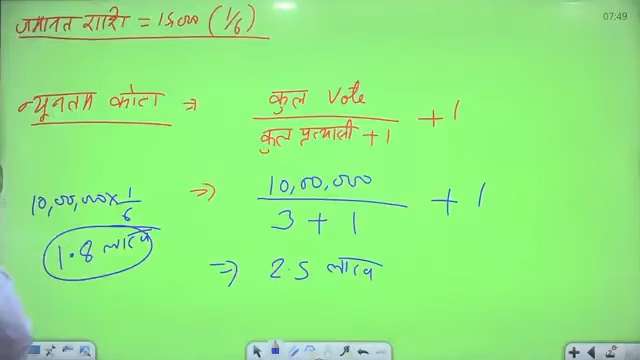 07:49
जमानत राशि = 15000 (1/6)
न्यूनतम कोटा ⇒ कुल Vote / कुल प्रत्याशी + 1 + 1
10,00,000 × 1/6 ⇒ 10,00,000 / 3 + 1 + 1
1.8 लाख
⇒ 2.5 लाख